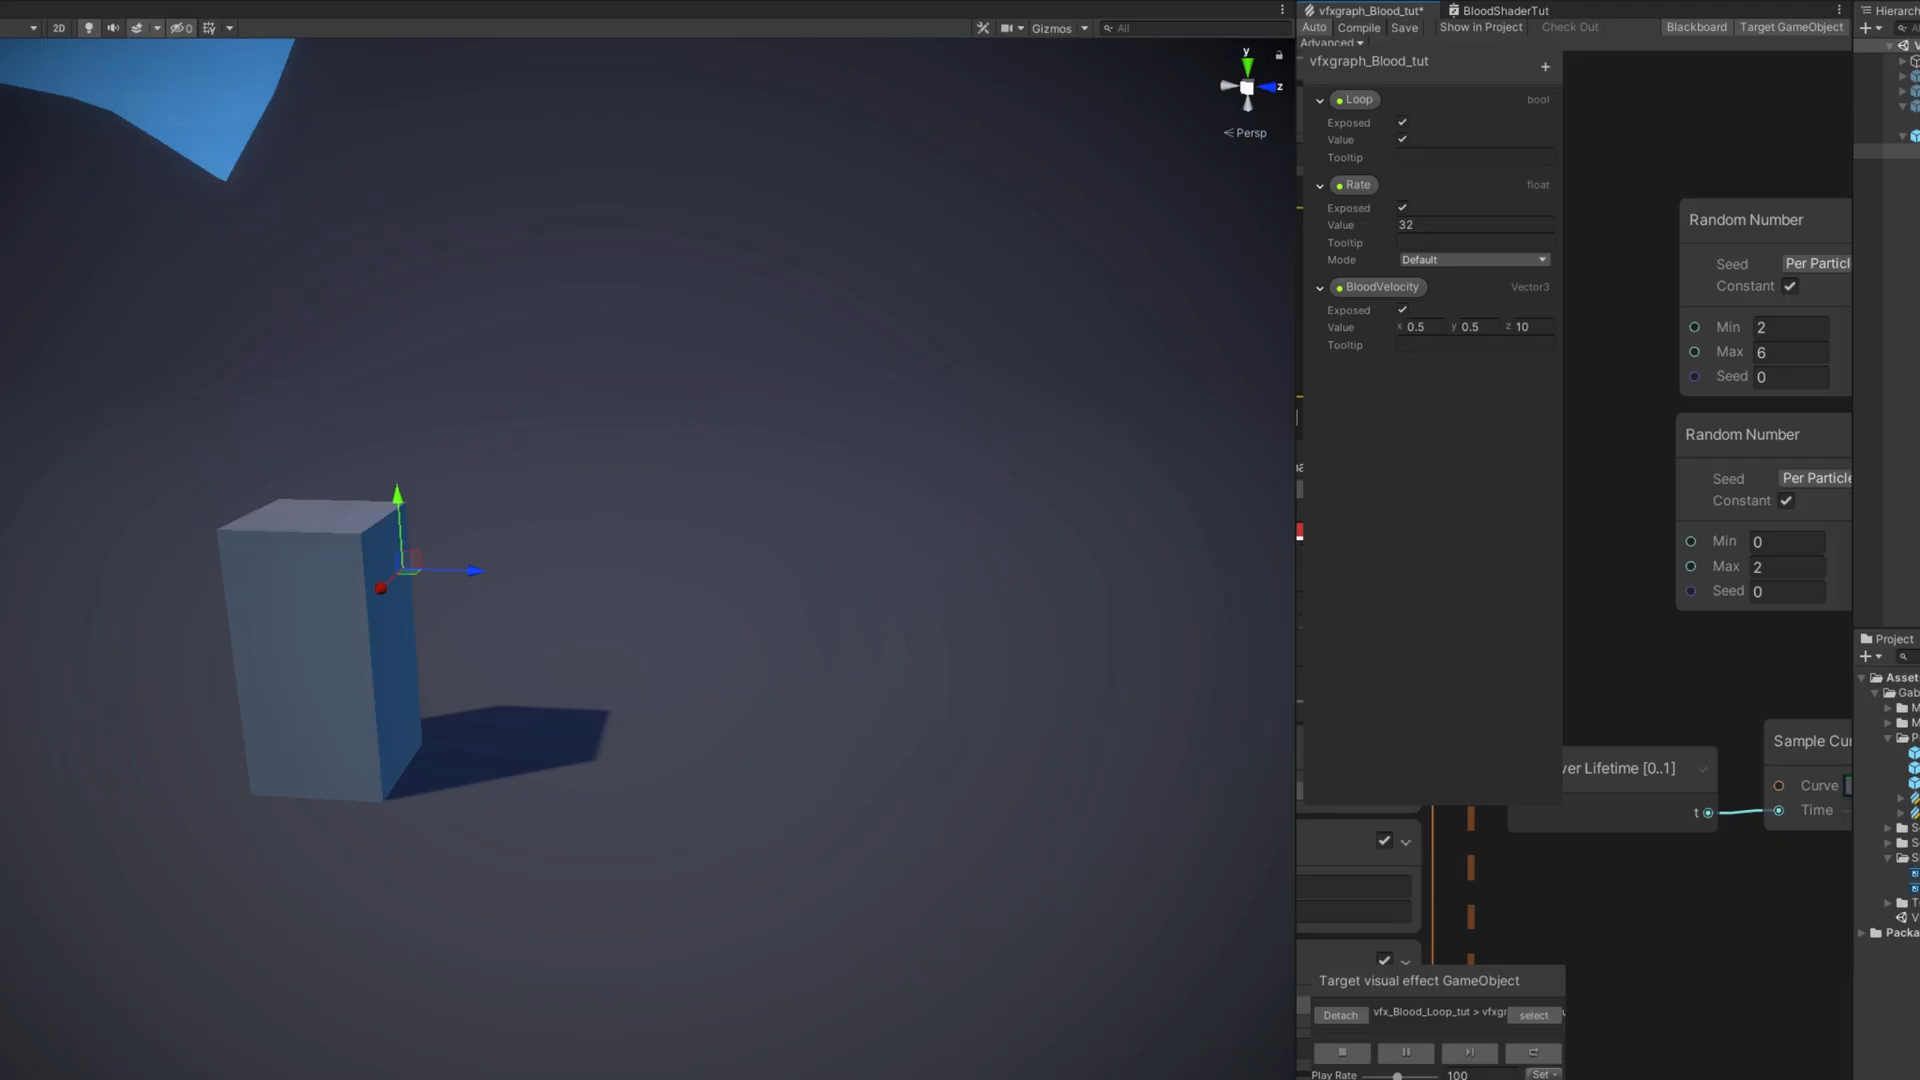 2D
0
Gizmos
All
y
z
Persp
vfxgraph_Blood_tut*
BloodShaderTut
Auto
Compile
Save
Show in Project
Check Out
Blackboard
Target GameObject
Advanced
vfxgraph_Blood_tut
+
Loop
bool
Exposed
Value
Tooltip
Rate
float
Exposed
Value
32
Tooltip
Mode
Default
BloodVelocity
Vector3
Exposed
Value
x 0.5
y 0.5
z 10
Tooltip
Random Number
Seed
Per Particl
Constant
Min
2
Max
6
Seed
0
Random Number
Seed
Per Particle
Constant
Min
0
Max
2
Seed
0
ver Lifetime [0..1]
t
Sample Cur
Curve
Time
Target visual effect GameObject
Detach
vfx_Blood_Loop_tut > vfxgr
select
Play Rate
100
Set
Hierarch
Project
Asset
Gab
Packa